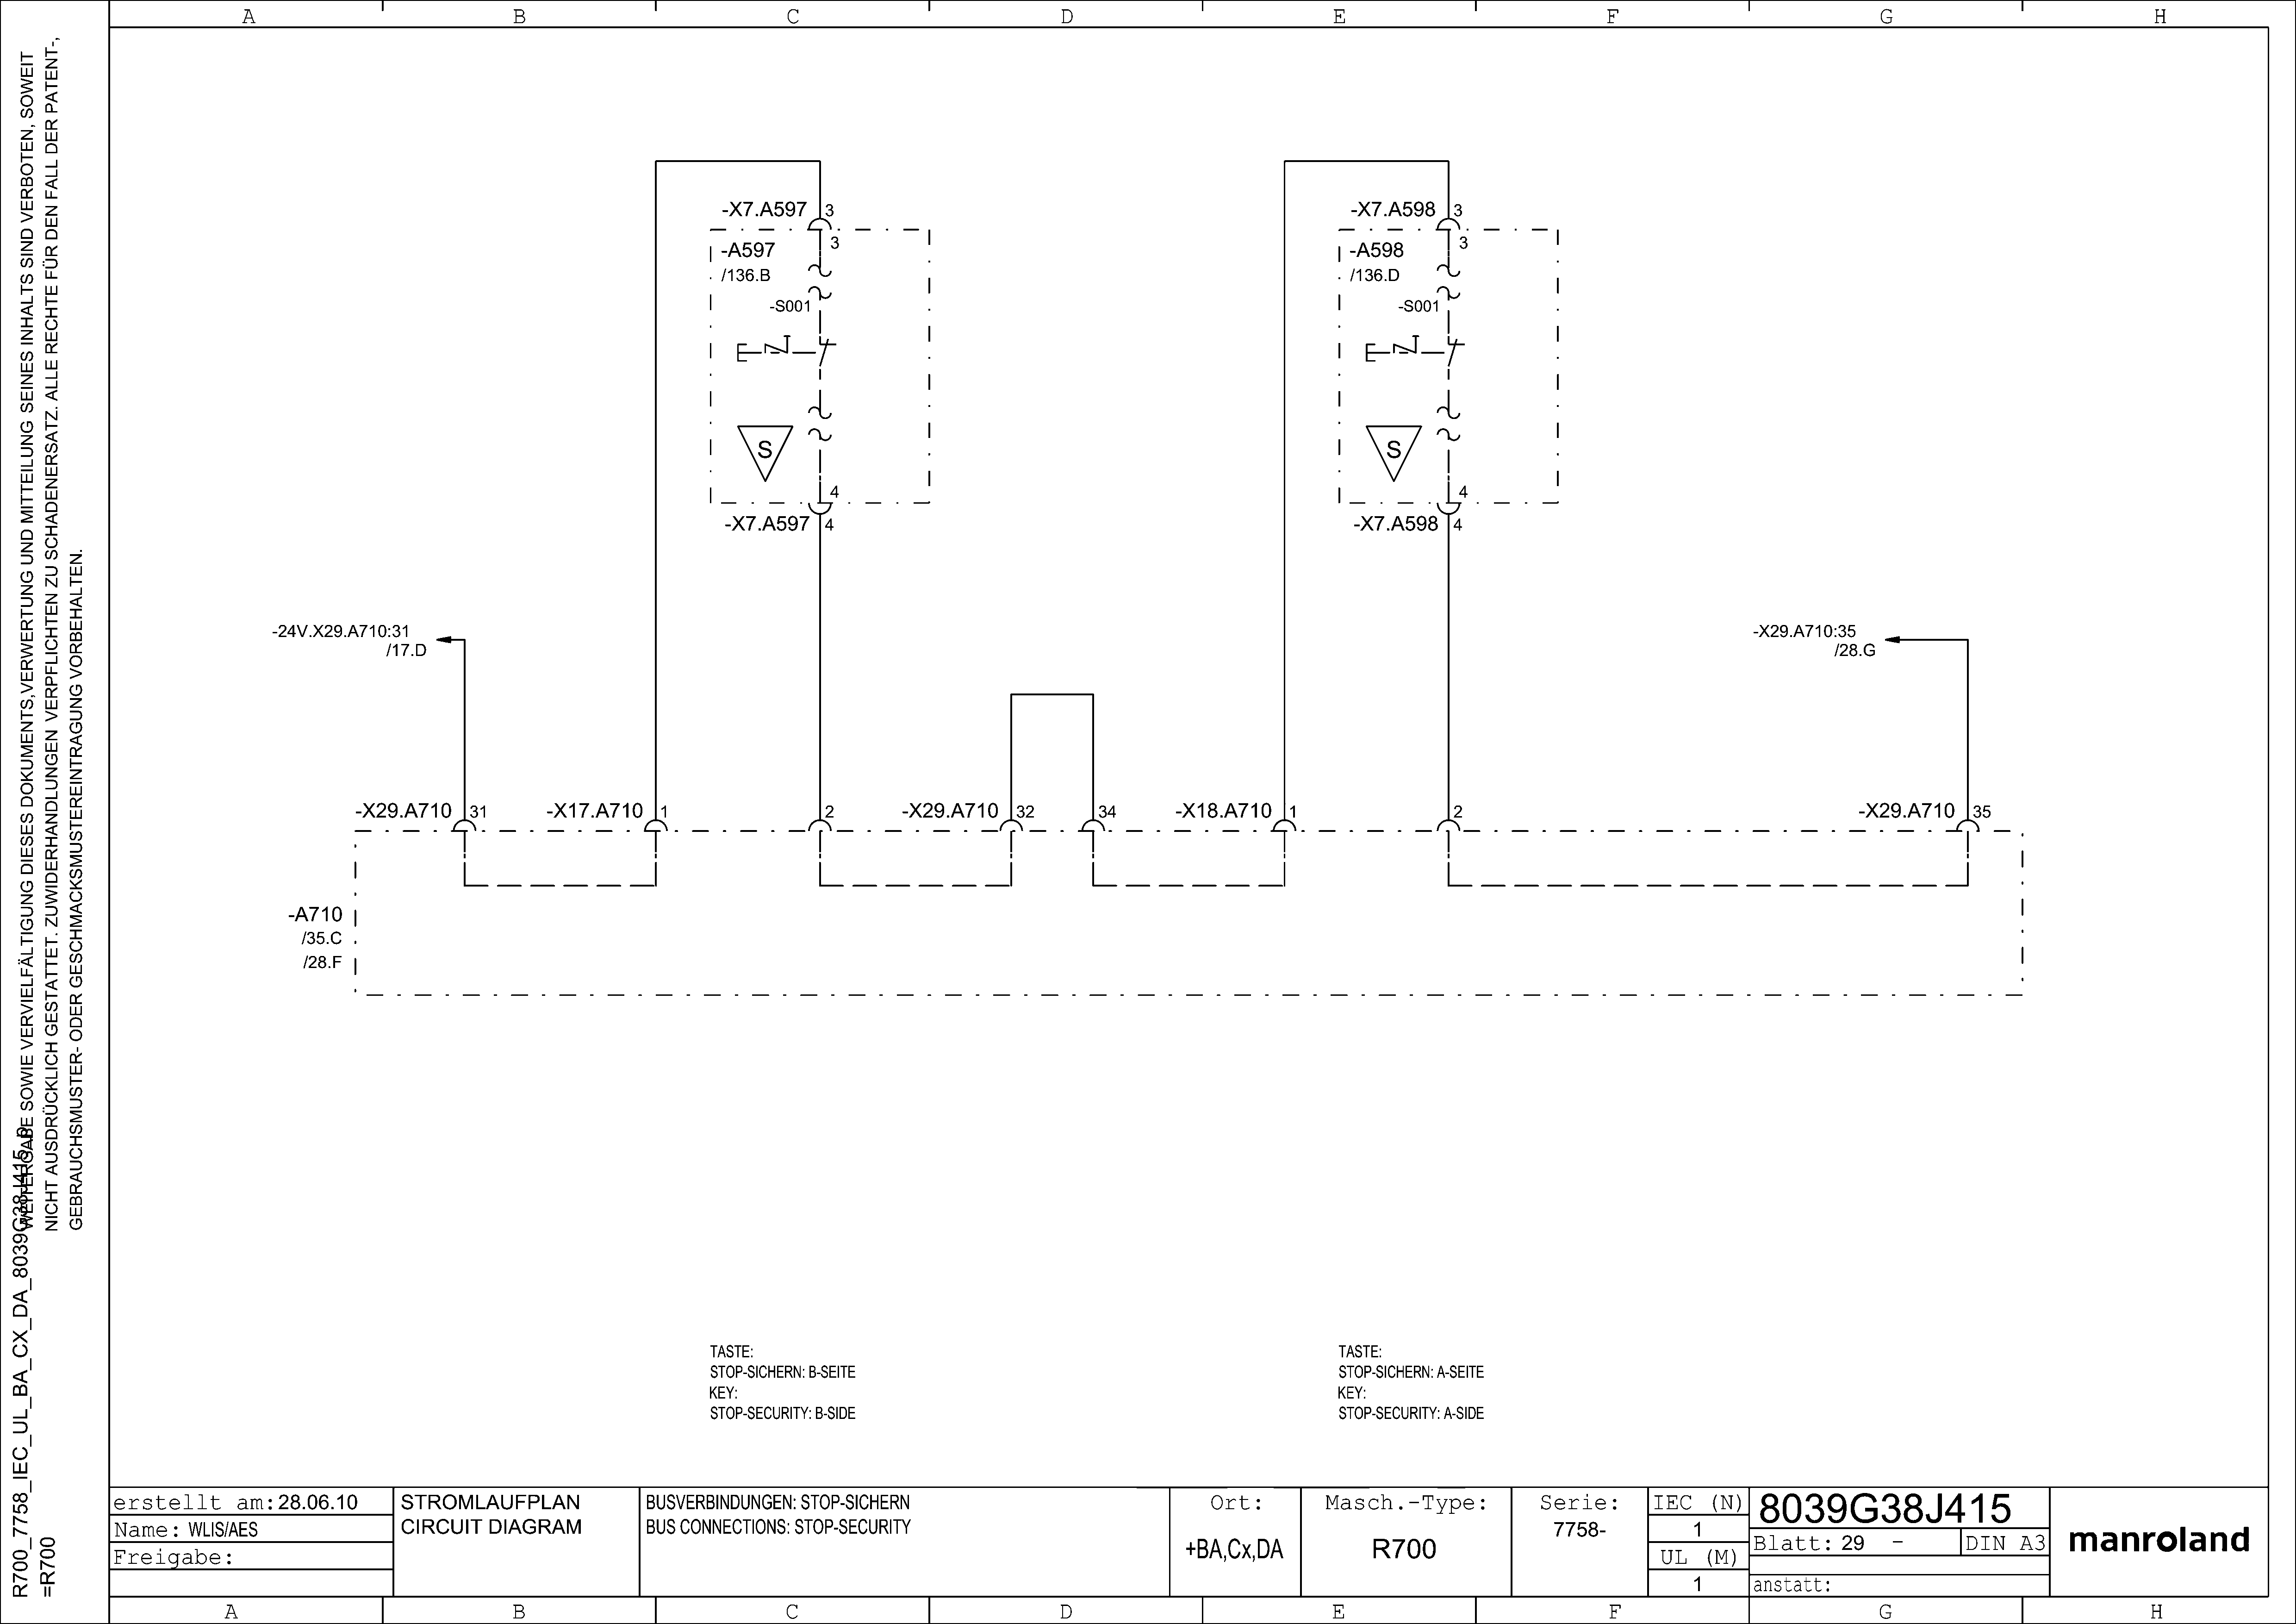 A B C D E F G H
WEITERGABE SOWIE VERVIELFÄLTIGUNG DIESES DOKUMENTS,VERWERTUNG UND MITTEILUNG SEINES INHALTS SIND VERBOTEN, SOWEIT
NICHT AUSDRÜCKLICH GESTATTET. ZUWIDERHANDLUNGEN VERPFLICHTEN ZU SCHADENERSATZ. ALLE RECHTE FÜR DEN FALL DER PATENT-,
GEBRAUCHSMUSTER- ODER GESCHMACKSMUSTEREINTRAGUNG VORBEHALTEN.
R700_7758_IEC_UL_BA_CX_DA_8039G38J415_p
=R700
-X7.A597 3
-A597 3
/136.B
-S001
S
4
-X7.A597 4
-X7.A598 3
-A598 3
/136.D
-S001
S
4
-X7.A598 4
-24V.X29.A710:31
/17.D
-X29.A710:35
/28.G
-X29.A710 31 -X17.A710 1 2 -X29.A710 32 34 -X18.A710 1 2 -X29.A710 35
-A710
/35.C
/28.F
TASTE:
STOP-SICHERN: B-SEITE
KEY:
STOP-SECURITY: B-SIDE
TASTE:
STOP-SICHERN: A-SEITE
KEY:
STOP-SECURITY: A-SIDE
erstellt am: 28.06.10
Name: WLIS/AES
Freigabe:
STROMLAUFPLAN
CIRCUIT DIAGRAM
BUSVERBINDUNGEN: STOP-SICHERN
BUS CONNECTIONS: STOP-SECURITY
Ort:
+BA,Cx,DA
Masch.-Type:
R700
Serie:
7758-
IEC (N)
1
UL (M)
1
8039G38J415
Blatt: 29 - DIN A3
anstatt:
manroland
A B C D E F G H